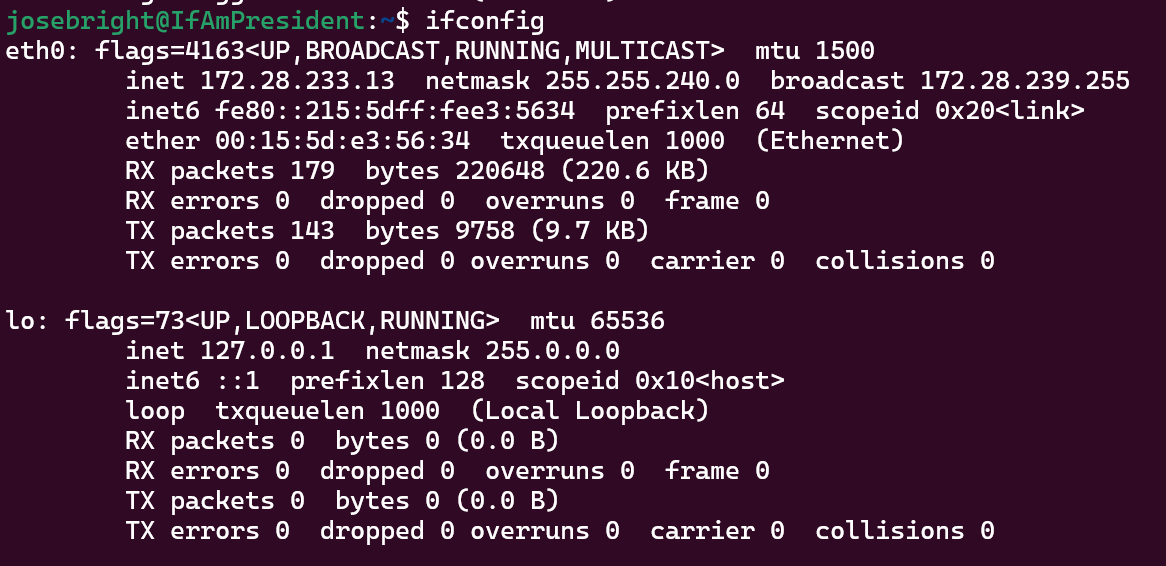 josebright@IfAmPresident:~$ ifconfig
eth0: flags=4163<UP,BROADCAST,RUNNING,MULTICAST>  mtu 1500
        inet 172.28.233.13  netmask 255.255.240.0  broadcast 172.28.239.255
        inet6 fe80::215:5dff:fee3:5634  prefixlen 64  scopeid 0x20<link>
        ether 00:15:5d:e3:56:34  txqueuelen 1000  (Ethernet)
        RX packets 179  bytes 220648 (220.6 KB)
        RX errors 0  dropped 0  overruns 0  frame 0
        TX packets 143  bytes 9758 (9.7 KB)
        TX errors 0  dropped 0 overruns 0  carrier 0  collisions 0

lo: flags=73<UP,LOOPBACK,RUNNING>  mtu 65536
        inet 127.0.0.1  netmask 255.0.0.0
        inet6 ::1  prefixlen 128  scopeid 0x10<host>
        loop  txqueuelen 1000  (Local Loopback)
        RX packets 0  bytes 0 (0.0 B)
        RX errors 0  dropped 0  overruns 0  frame 0
        TX packets 0  bytes 0 (0.0 B)
        TX errors 0  dropped 0 overruns 0  carrier 0  collisions 0